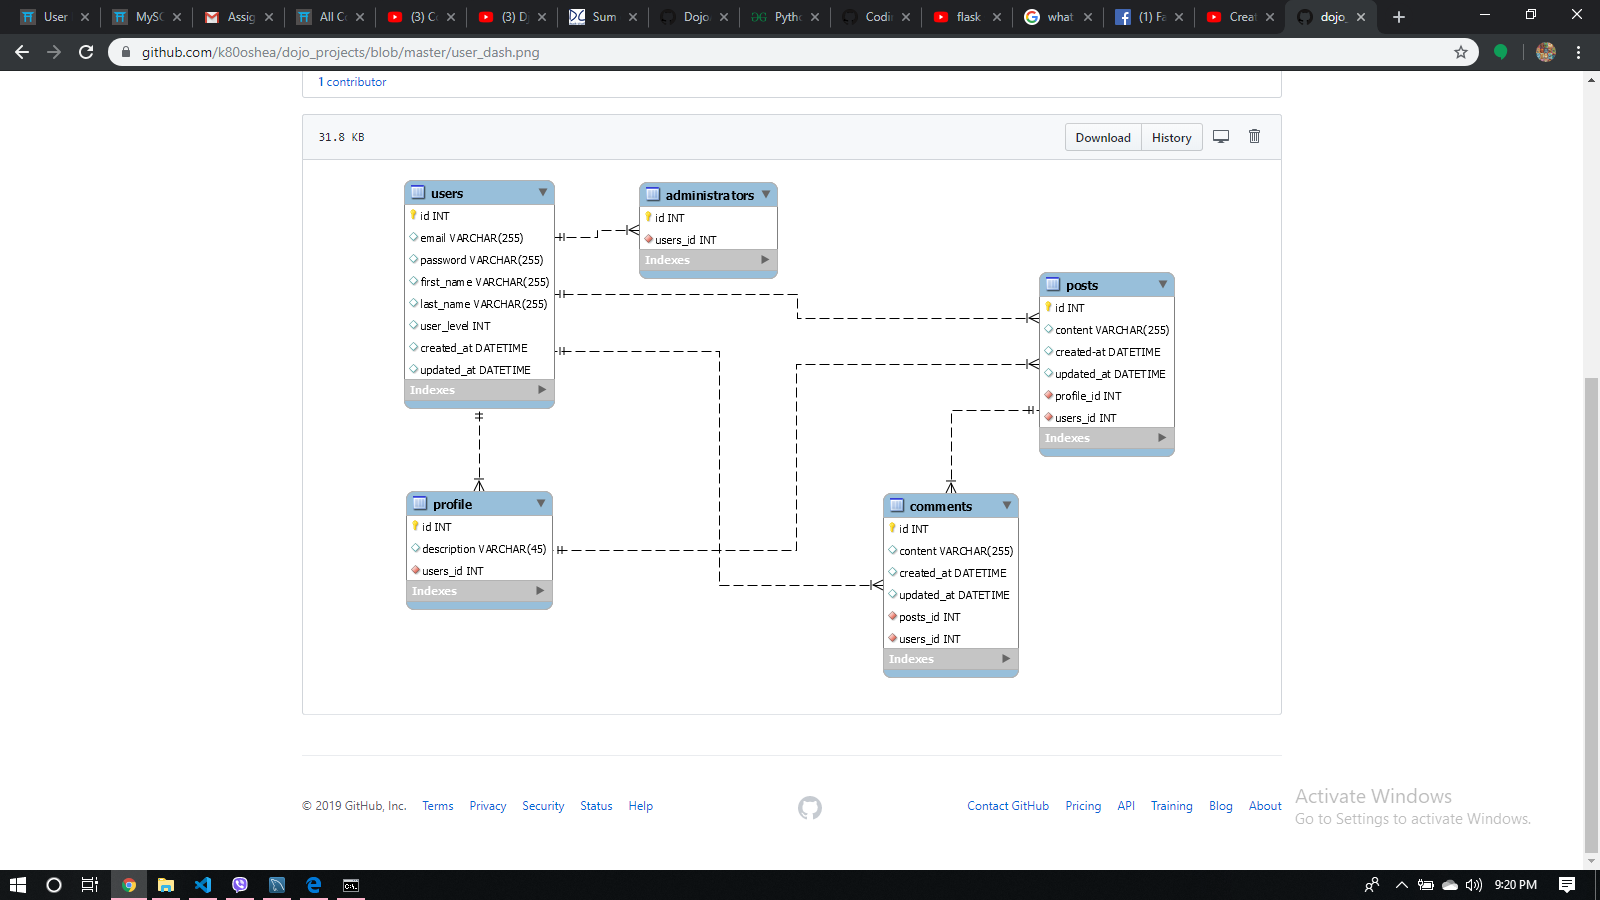 User
MySQ
Assig
All Co
(3) Co
(3) Dj
Sum
Dojo
Pytho
Codin
flask
what
(1) Fa
Creat
dojo_
github.com/k80oshea/dojo_projects/blob/master/user_dash.png
1 contributor
31.8 KB
Download
History
users
id INT
email VARCHAR(255)
password VARCHAR(255)
first_name VARCHAR(255)
last_name VARCHAR(255)
user_level INT
created_at DATETIME
updated_at DATETIME
Indexes
administrators
id INT
users_id INT
Indexes
posts
id INT
content VARCHAR(255)
created-at DATETIME
updated_at DATETIME
profile_id INT
users_id INT
Indexes
profile
id INT
description VARCHAR(45)
users_id INT
Indexes
comments
id INT
content VARCHAR(255)
created_at DATETIME
updated_at DATETIME
posts_id INT
users_id INT
Indexes
© 2019 GitHub, Inc. Terms Privacy Security Status Help
Contact GitHub Pricing API Training Blog About
Activate Windows
Go to Settings to activate Windows.
9:20 PM